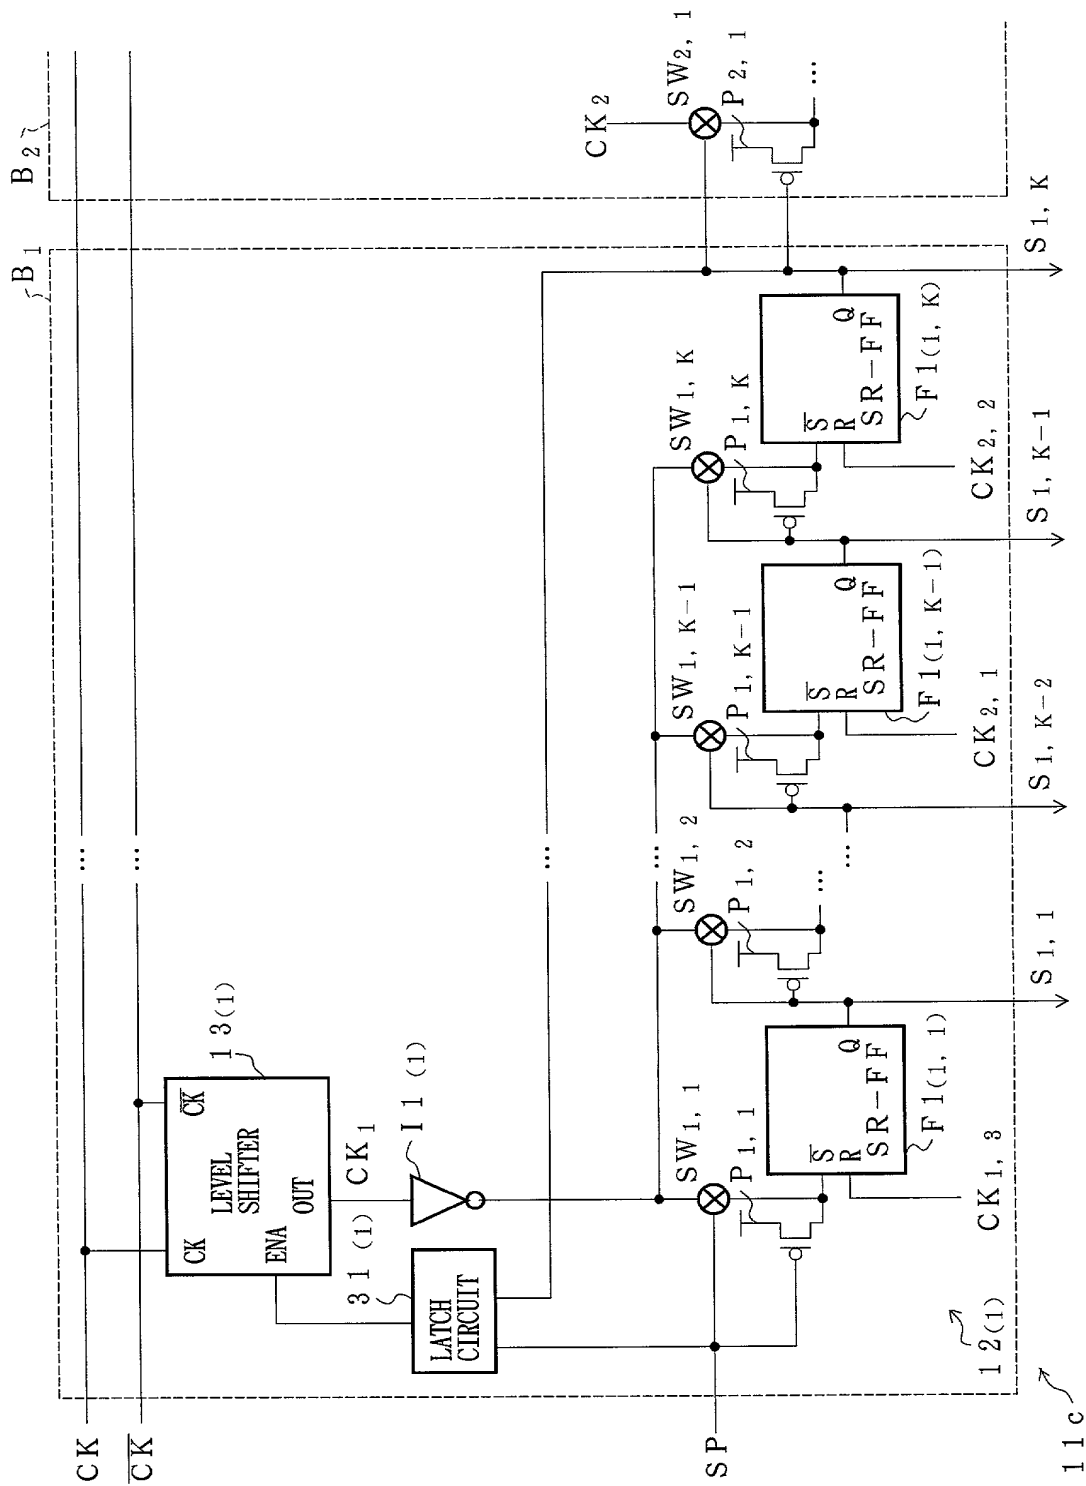 B₁
B₂
CK
C̅K̅
CK
C̅K̅
LEVEL
SHIFTER
ENA
OUT
13(1)
CK₁
I1(1)
31(1)
LATCH
CIRCUIT
...
...
...
...
CK₂
SW₁,₁
SW₁,₂
SW₁,K-1
SW₁,K
SW₂,₁
P₁,₁
P₁,₂
P₁,K-1
P₁,K
P₂,₁
SP
...
...
...
S̅
R
Q
SR-FF
F1(1,1)
S̅
R
Q
SR-FF
F1(1,K-1)
S̅
R
Q
SR-FF
F1(1,K)
CK₁,₃
CK₂,₁
CK₂,₂
12(1)
S₁,₁
S₁,K-2
S₁,K-1
S₁,K
11c